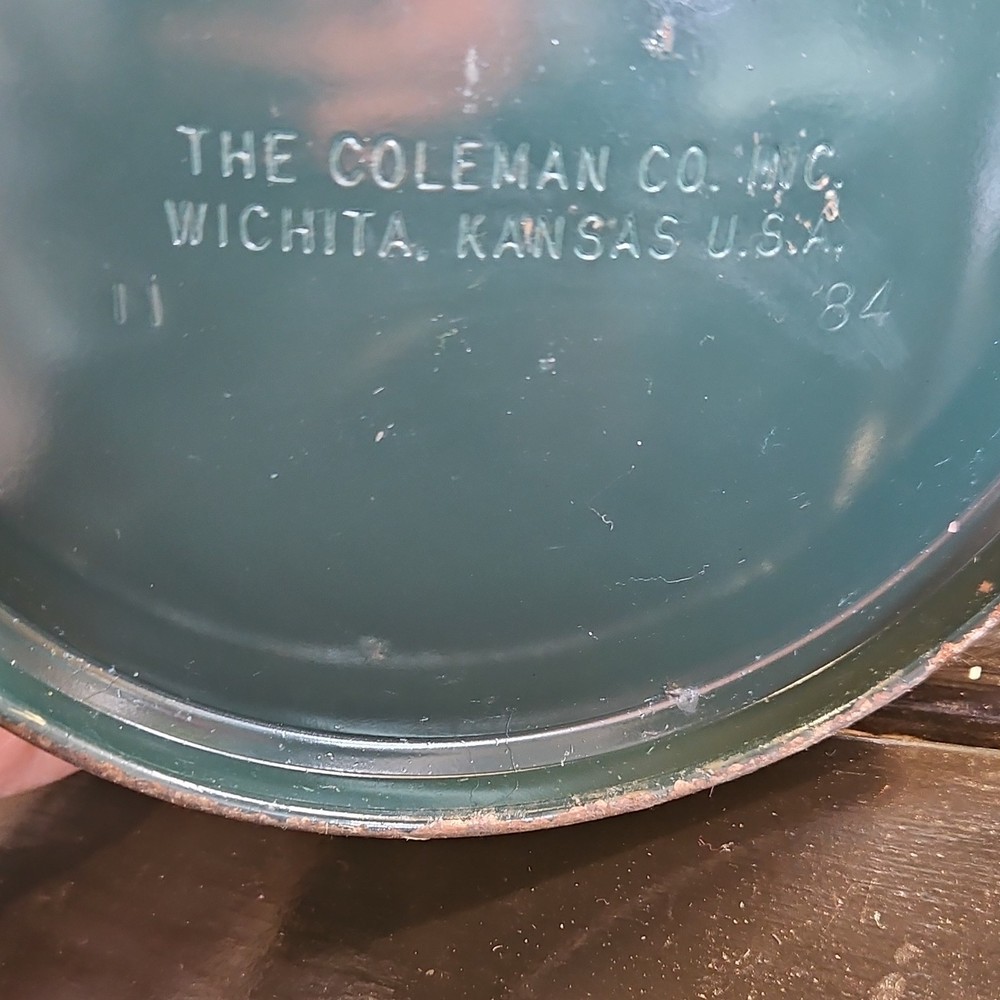 THE COLEMAN CO. INC.
WICHITA, KANSAS U.S.A.
11 '84